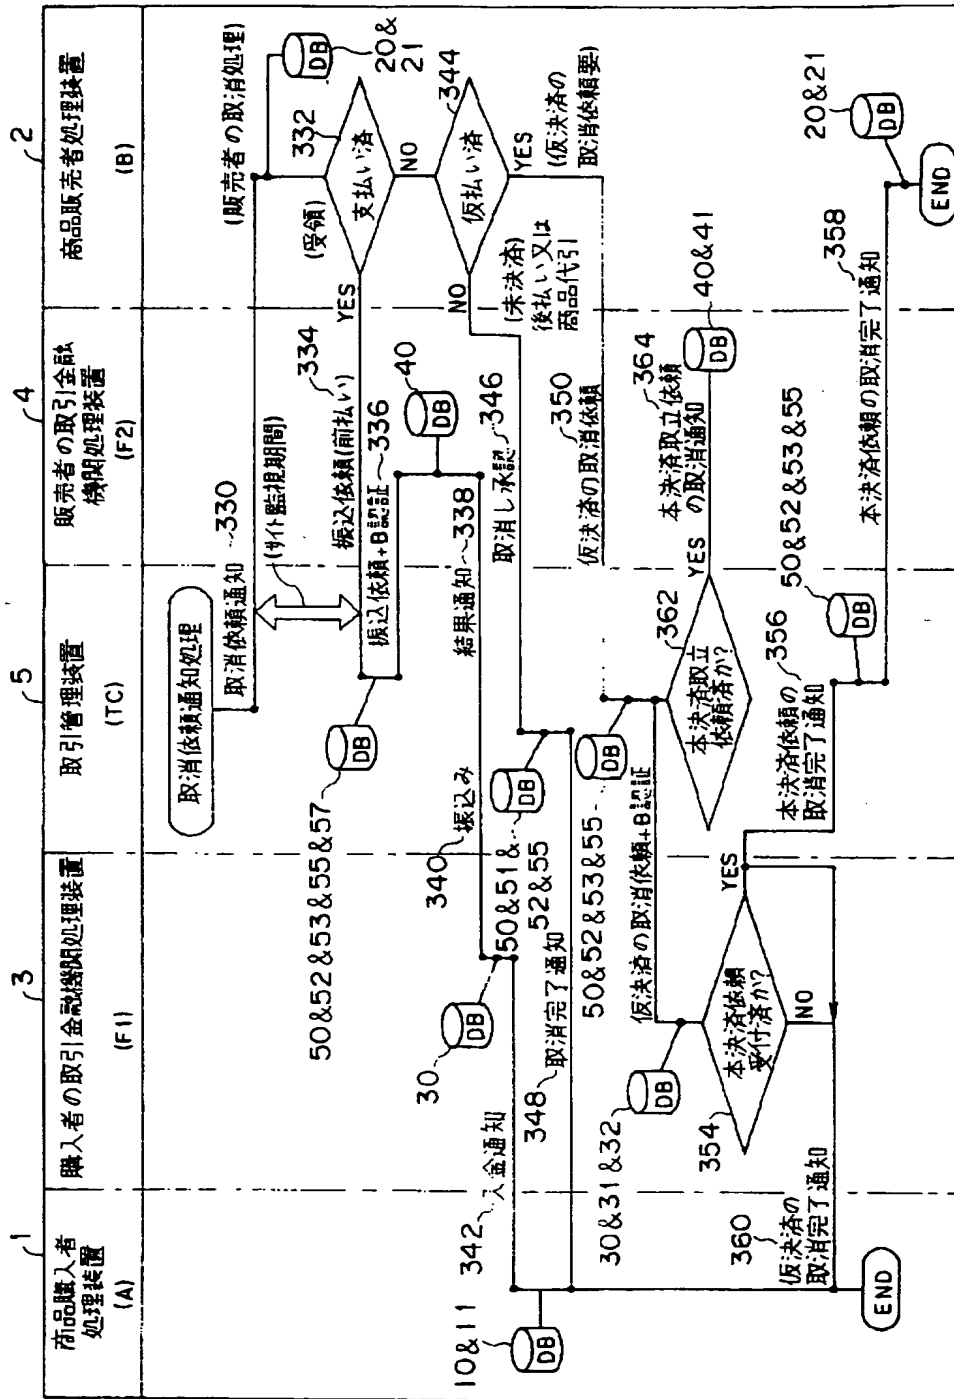 1
商品購入者
処理装置
(A)
3
購入者の取引金融機関処理装置
(F1)
5
取引管理装置
(TC)
4
販売者の取引金融
機関処理装置
(F2)
2
商品販売者処理装置
(B)
取消依頼通知処理
取消依頼通知
330
(販売者の取消処理)
DB
20&21
(サイト監視期間)
(受領)
332
支払い済
YES
NO
334
振込依頼(前払い)
344
仮払い済
NO
YES
(仮決済の
取消依頼要)
(未決済)
後払い又は
商品代引
DB
50&52&53&55&57
振込依頼+B認証
336
DB
40
結果通知
338
340
振込み
30
DB
342
入金通知
10&11
DB
取消し承認
346
DB
50&51&
52&55
348
取消完了通知
仮決済の取消依頼
350
DB
50&52&53&55
仮決済の取消依頼+B認証
30&31&32
DB
354
本決済依頼
受付済か?
YES
NO
362
本決済取立
依頼済か?
YES
本決済取立依頼
の取消通知
364
DB
40&41
本決済依頼の
取消完了通知
356
DB
50&52&53&55
本決済依頼の取消完了通知
358
DB
20&21
END
360
仮決済の
取消完了通知
END